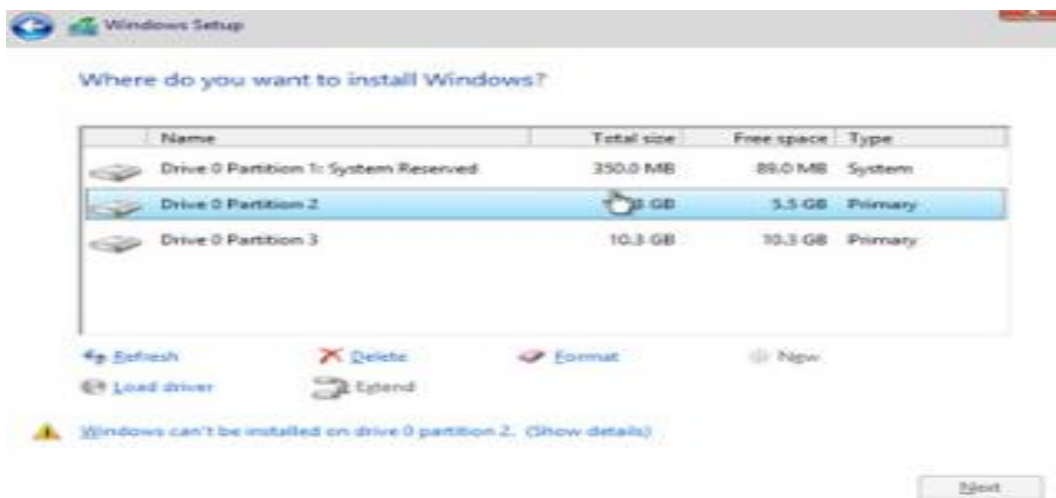 Windows Setup
Where do you want to install Windows?
Name Total size Free space Type
Drive 0 Partition 1: System Reserved 350.0 MB 89.0 MB System
Drive 0 Partition 2 GB 5.5 GB Primary
Drive 0 Partition 3 10.3 GB 10.3 GB Primary
Refresh Delete Format New
Load driver Extend
Windows can't be installed on drive 0 partition 2. (Show details)
Next